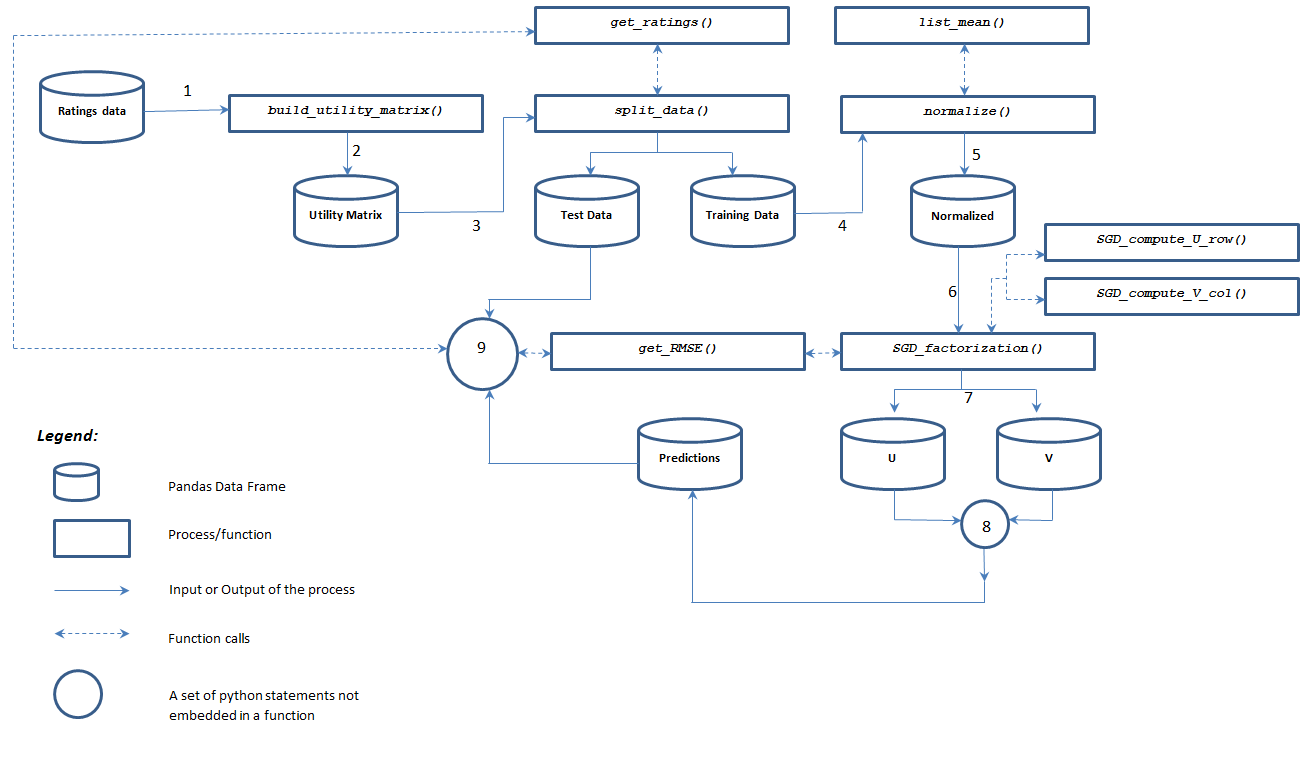 get_ratings()
list_mean()
1
Ratings data
build_utility_matrix()
split_data()
normalize()
2
5
Utility Matrix
Test Data
Training Data
Normalized
3
4
SGD_compute_U_row()
6
SGD_compute_V_col()
9
get_RMSE()
SGD_factorization()
7
Legend:
Predictions
U
V
Pandas Data Frame
8
Process/function
Input or Output of the process
Function calls
A set of python statements not
embedded in a function